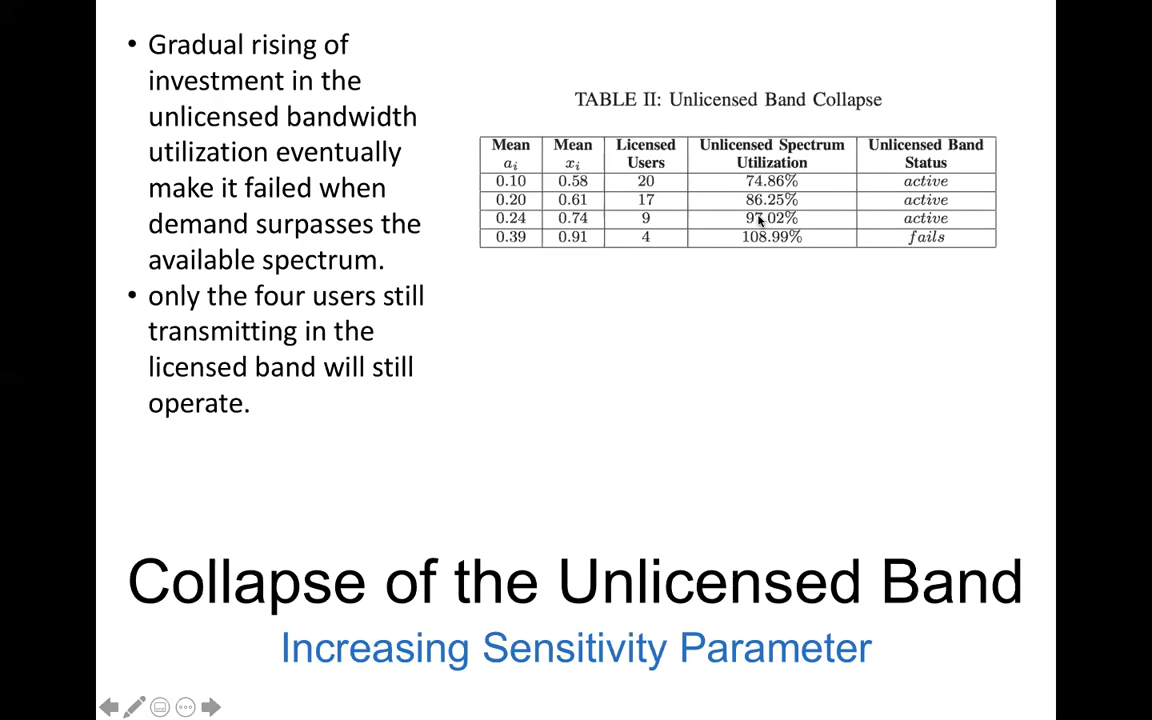 • Gradual rising of
investment in the
unlicensed bandwidth
utilization eventually
make it failed when
demand surpasses the
available spectrum.
• only the four users still
transmitting in the
licensed band will still
operate.
TABLE II: Unlicensed Band Collapse
Mean Mean Licensed Unlicensed Spectrum Unlicensed Band
aᵢ xᵢ Users Utilization Status
0.10 0.58 20 74.86% active
0.20 0.61 17 86.25% active
0.24 0.74 9 97.02% active
0.39 0.91 4 108.99% fails
Collapse of the Unlicensed Band
Increasing Sensitivity Parameter